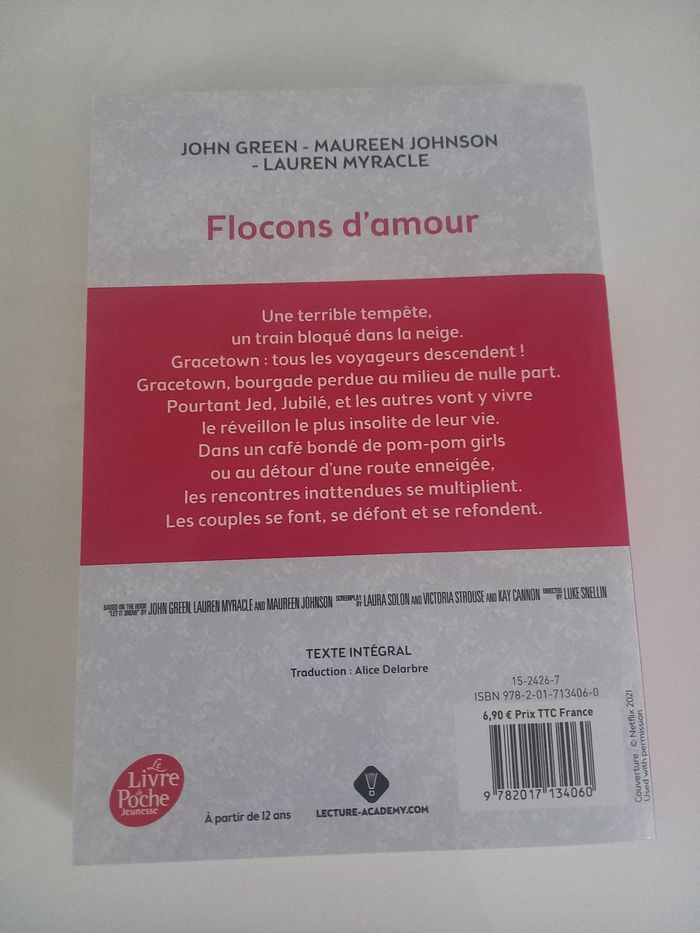 JOHN GREEN - MAUREEN JOHNSON
- LAUREN MYRACLE
Flocons d'amour
Une terrible tempête,
un train bloqué dans la neige.
Gracetown : tous les voyageurs descendent !
Gracetown, bourgade perdue au milieu de nulle part.
Pourtant Jed, Jubilé, et les autres vont y vivre
le réveillon le plus insolite de leur vie.
Dans un café bondé de pom-pom girls
ou au détour d'une route enneigée,
les rencontres inattendues se multiplient.
Les couples se font, se défont et se refondent.
BASED ON THE BOOK "LET IT SNOW" BY JOHN GREEN, LAUREN MYRACLE AND MAUREEN JOHNSON SCREENPLAY BY LAURA SOLON AND VICTORIA STROUSE AND KAY CANNON DIRECTED BY LUKE SNELLIN
TEXTE INTÉGRAL
Traduction : Alice Delarbre
15-2426-7
ISBN 978-2-01-713406-0
6,90 € Prix TTC France
9 782017 134060
Couverture : © Netflix 2021
Used with permission
Le
Livre
de
Poche
Jeunesse
À partir de 12 ans
LECTURE-ACADEMY.COM